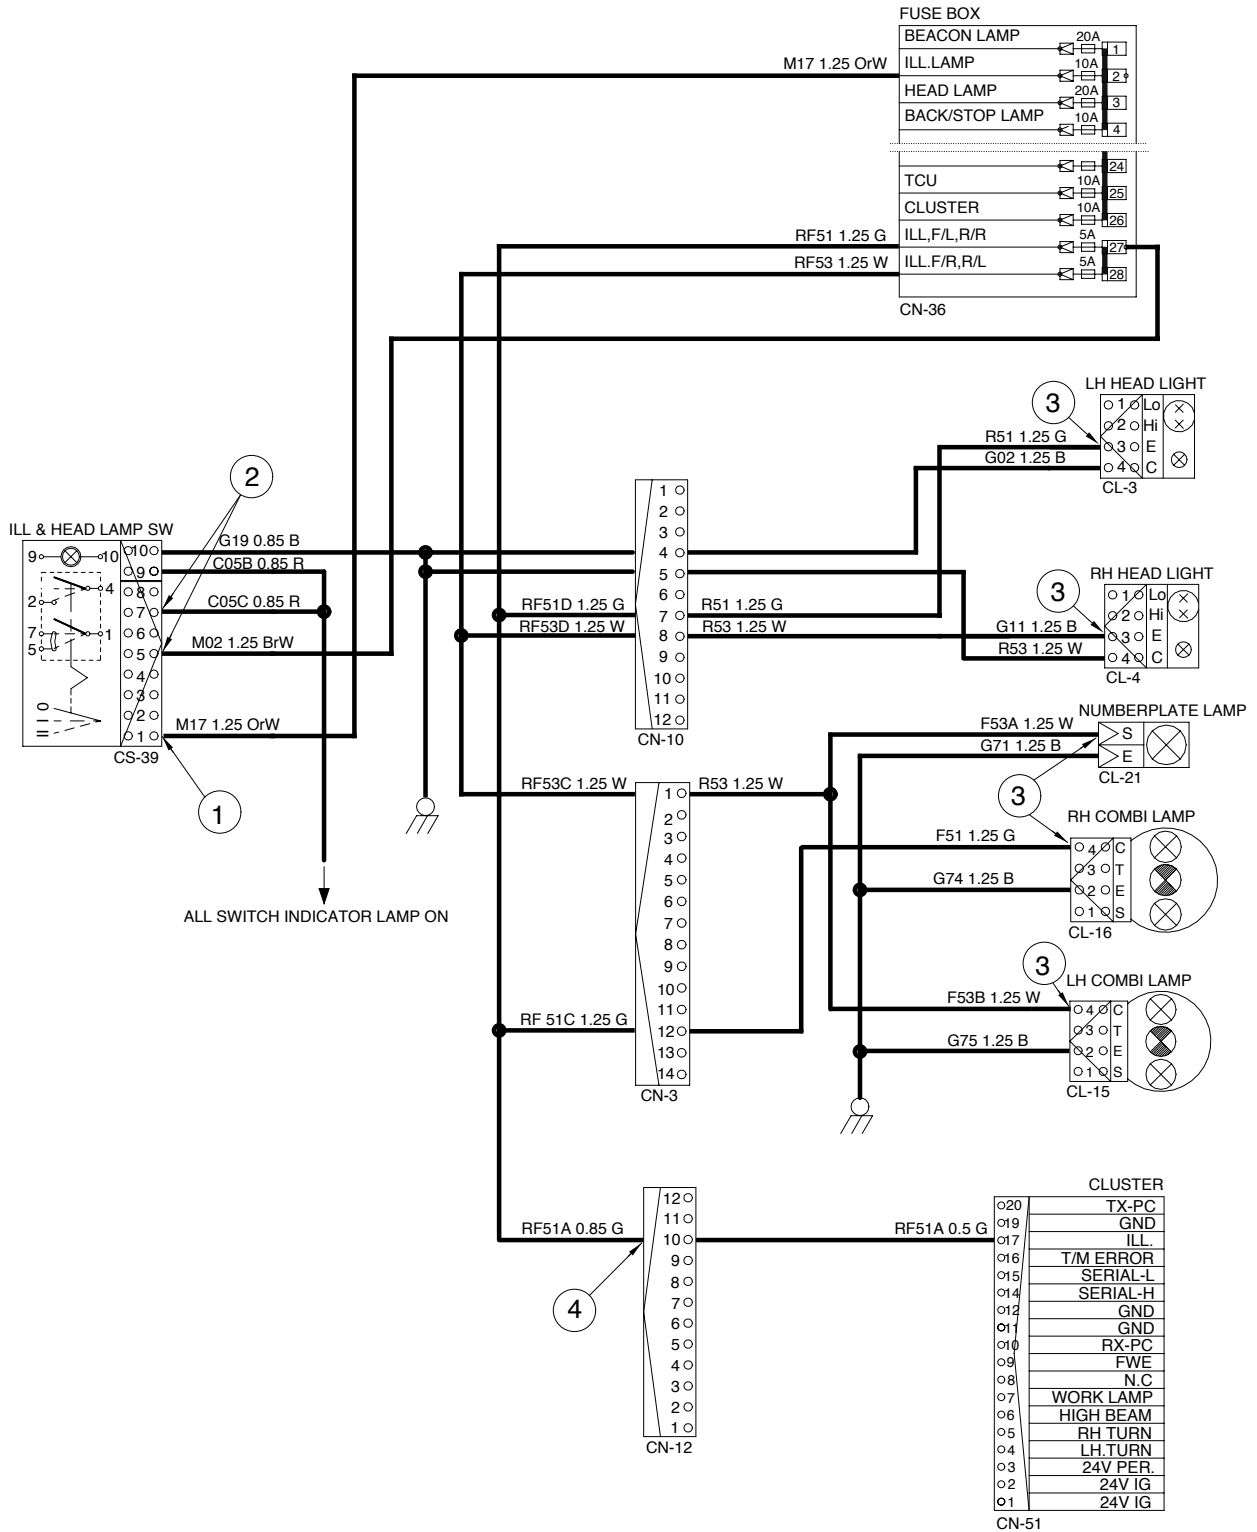 FUSE BOX
BEACON LAMP 20A 1
M17 1.25 OrW ILL.LAMP 10A 2
HEAD LAMP 20A 3
BACK/STOP LAMP 10A 4
24
TCU 10A 25
CLUSTER 10A 26
RF51 1.25 G ILL,F/L,R/R 5A 27
RF53 1.25 W ILL.F/R,R/L 5A 28
CN-36
LH HEAD LIGHT
3
1 Lo
2 Hi
R51 1.25 G 3 E
G02 1.25 B 4 C
CL-3
2
ILL & HEAD LAMP SW
9 10
4
2
7 1
5
0
I
II
10
9
8
7
6
5
4
3
2
1
CS-39
G19 0.85 B
C05B 0.85 R
C05C 0.85 R
M02 1.25 BrW
M17 1.25 OrW
1
ALL SWITCH INDICATOR LAMP ON
1
2
3
4
5
6
7
8
9
10
11
12
CN-10
RF51D 1.25 G R51 1.25 G
RF53D 1.25 W R53 1.25 W
RH HEAD LIGHT
3
1 Lo
2 Hi
G11 1.25 B 3 E
R53 1.25 W 4 C
CL-4
NUMBERPLATE LAMP
F53A 1.25 W S
G71 1.25 B E
CL-21
3
RH COMBI LAMP
F51 1.25 G 4 C
3 T
G74 1.25 B 2 E
1 S
CL-16
3
LH COMBI LAMP
F53B 1.25 W 4 C
3 T
G75 1.25 B 2 E
1 S
CL-15
RF53C 1.25 W 1 R53 1.25 W
2
3
4
5
6
7
8
9
10
11
RF 51C 1.25 G 12
13
14
CN-3
12
11
RF51A 0.85 G 10 RF51A 0.5 G
9
8
7
6
5
4
3
2
1
CN-12
4
CLUSTER
20 TX-PC
19 GND
17 ILL.
16 T/M ERROR
15 SERIAL-L
14 SERIAL-H
12 GND
11 GND
10 RX-PC
9 FWE
8 N.C
7 WORK LAMP
6 HIGH BEAM
5 RH TURN
4 LH.TURN
3 24V PER.
2 24V IG
1 24V IG
CN-51